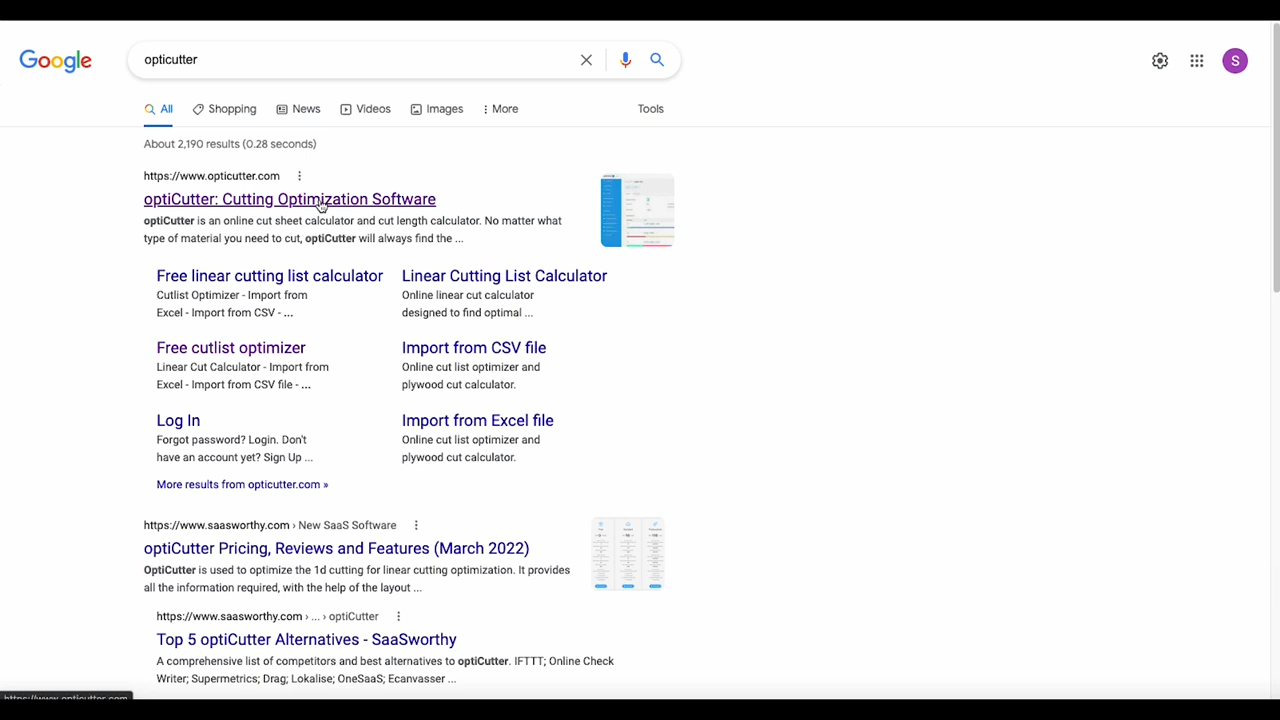 Google
opticutter
S
All Shopping News Videos Images More Tools
About 2,190 results (0.28 seconds)
https://www.opticutter.com
optiCutter: Cutting Optimization Software
optiCutter is an online cut sheet calculator and cut length calculator. No matter what
type of material you need to cut, optiCutter will always find the ...
Free linear cutting list calculator
Cutlist Optimizer - Import from
Excel - Import from CSV - ...
Linear Cutting List Calculator
Online linear cut calculator
designed to find optimal ...
Free cutlist optimizer
Linear Cut Calculator - Import from
Excel - Import from CSV file - ...
Import from CSV file
Online cut list optimizer and
plywood cut calculator.
Log In
Forgot password? Login. Don't
have an account yet? Sign Up ...
Import from Excel file
Online cut list optimizer and
plywood cut calculator.
More results from opticutter.com »
https://www.saasworthy.com › New SaaS Software
optiCutter Pricing, Reviews and Features (March 2022)
OptiCutter is used to optimize the 1d cutting for linear cutting optimization. It provides
all the information required, with the help of the layout ...
https://www.saasworthy.com › ... › optiCutter
Top 5 optiCutter Alternatives - SaaSworthy
A comprehensive list of competitors and best alternatives to optiCutter. IFTTT; Online Check
Writer; Supermetrics; Drag; Lokalise; OneSaaS; Ecanvasser ...
https://www.opticutter.com